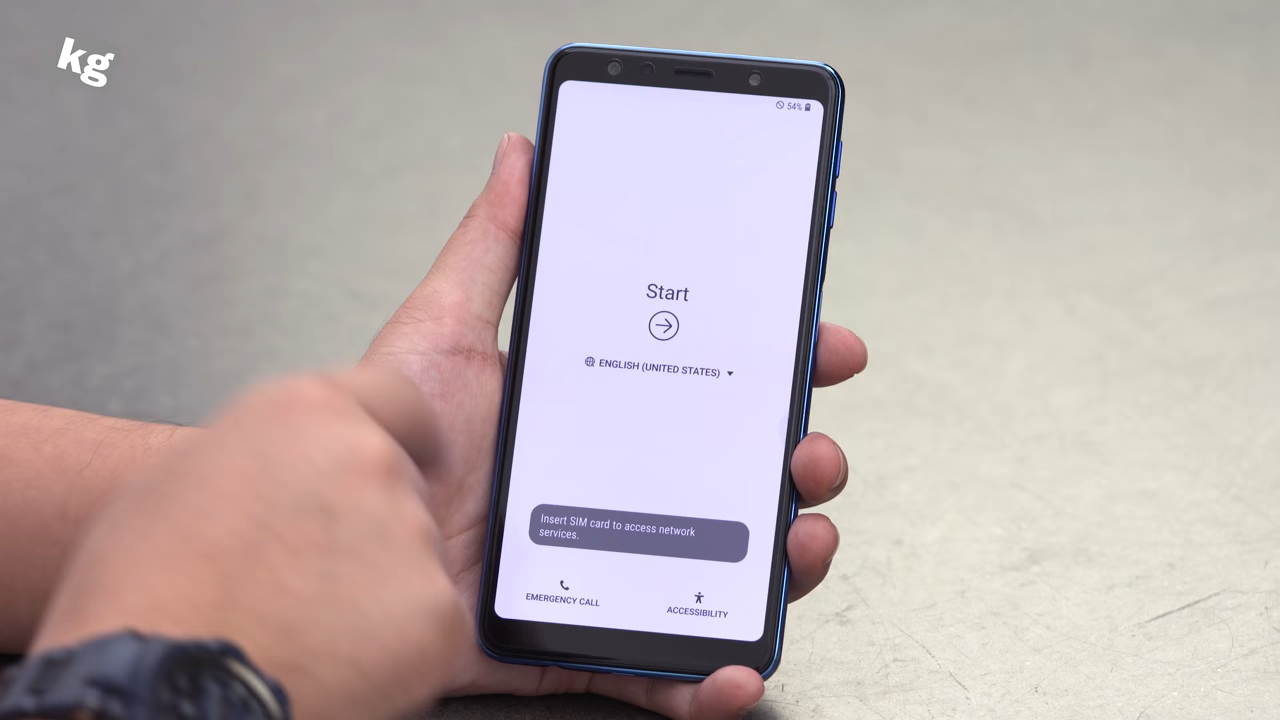 kg
54%
Start
ENGLISH (UNITED STATES)
Insert SIM card to access network
services.
EMERGENCY CALL
ACCESSIBILITY